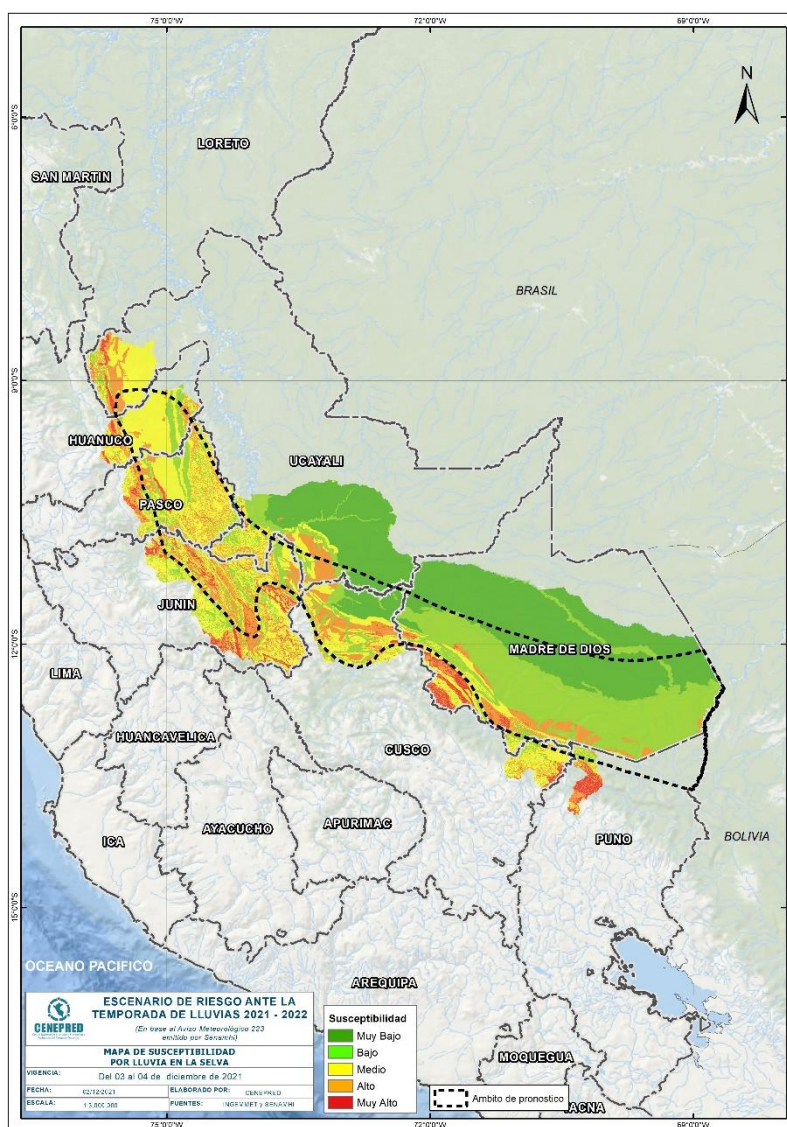 75°0'0"S
72°0'0"O
69°0'0"S
N
6°0'0"S
LORETO
SAN MARTIN
BRASIL
9°0'0"S
HUANUCO
UCAYALI
PASCO
JUNIN
12°0'0"S
MADRE DE DIOS
LIMA
HUANCAVELICA
CUSCO
AYACUCHO
APURIMAC
ICA
PUNO
BOLIVIA
15°0'0"S
OCEANO PACIFICO
AREQUIPA
MOQUEGUA
TACNA
CENEPRED
ESCENARIO DE RIESGO ANTE LA
TEMPORADA DE LLUVIAS 2021 - 2022
(En base al Aviso Meteorológico 223
emitido por Senamhi)
MAPA DE SUSCEPTIBILIDAD
POR LLUVIA EN LA SELVA
VIGENCIA: Del 03 al 04 de diciembre de 2021
FECHA: 02/12/2021 ELABORADO POR: CENEPRED
ESCALA: FUENTES: INGEMMET y SENAMHI
Susceptibilidad
Muy Bajo
Bajo
Medio
Alto
Muy Alto
Ambito de pronostico
75°0'0"O
72°0'0"O
69°0'0"O